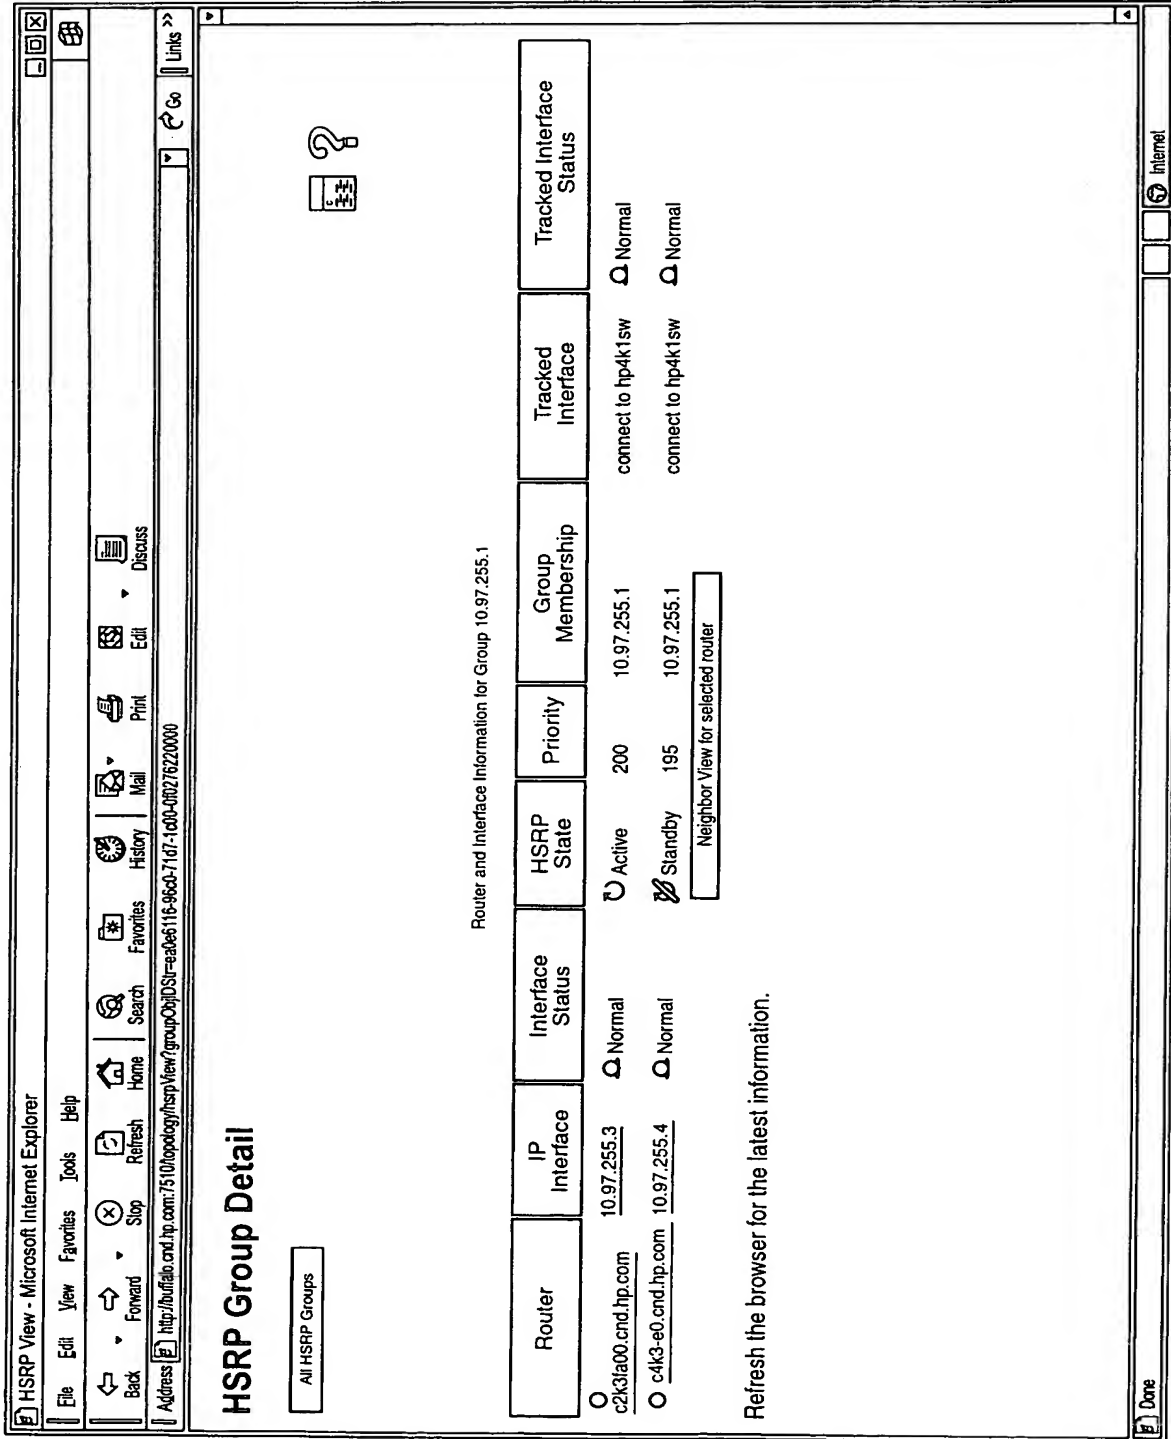 HSRP View - Microsoft Internet Explorer
File Edit View Favorites Tools Help
Back Forward Stop Refresh Home Search Favorites History Mail Print Edit Discuss
Address http://buffalo.cnd.hp.com:7510/topology/hsrpView?groupObjIDStr=ea0e6116-96c0-71d7-1c00-0f0276220000 Go Links >>
HSRP Group Detail
All HSRP Groups
Router and Interface Information for Group 10.97.255.1
Router
IP Interface
Interface Status
HSRP State
Priority
Group Membership
Tracked Interface
Tracked Interface Status
c2k3fa00.cnd.hp.com 10.97.255.3 Normal Active 200 10.97.255.1 connect to hp4k1sw Normal
c4k3-e0.cnd.hp.com 10.97.255.4 Normal Standby 195 10.97.255.1 connect to hp4k1sw Normal
Neighbor View for selected router
Refresh the browser for the latest information.
Done Internet